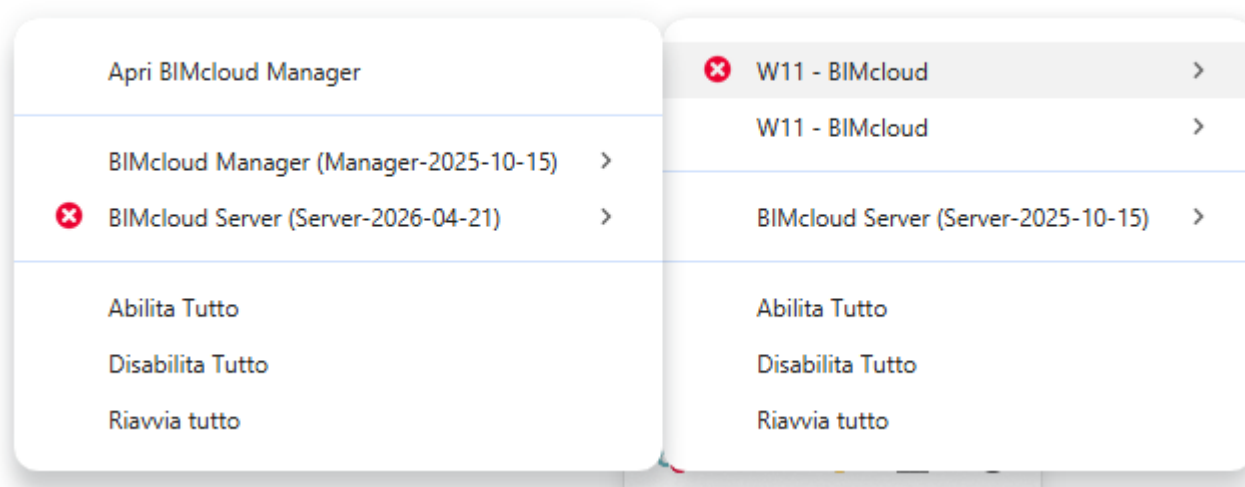 Apri BIMcloud Manager
BIMcloud Manager (Manager-2025-10-15)
BIMcloud Server (Server-2026-04-21)
Abilita Tutto
Disabilita Tutto
Riavvia tutto
W11 - BIMcloud
W11 - BIMcloud
BIMcloud Server (Server-2025-10-15)
Abilita Tutto
Disabilita Tutto
Riavvia tutto